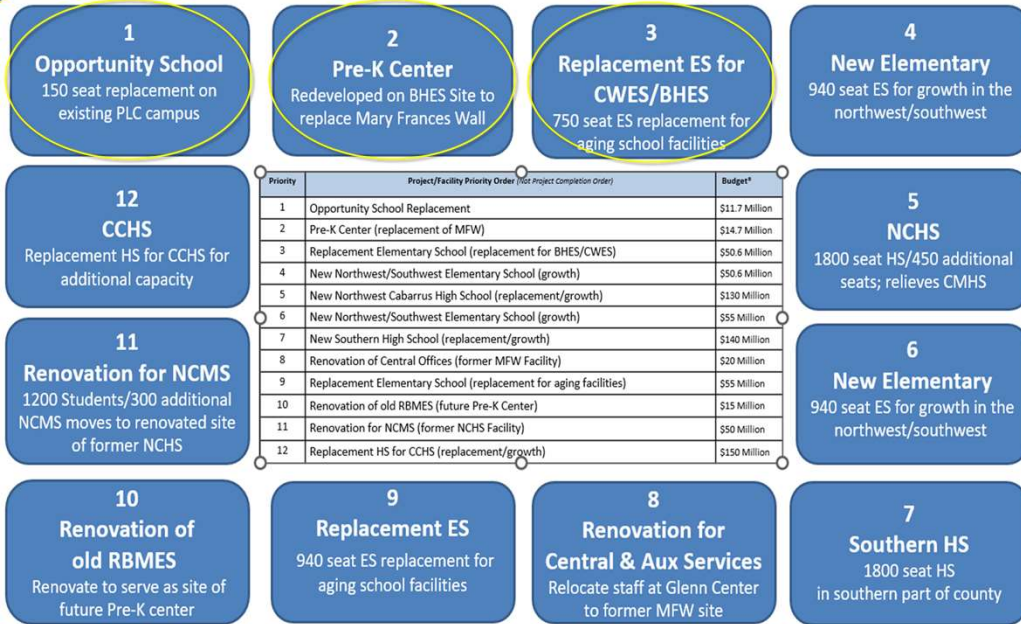 1
Opportunity School
150 seat replacement on
existing PLC campus
2
Pre-K Center
Redeveloped on BHES Site to
replace Mary Frances Wall
3
Replacement ES for
CWES/BHES
750 seat ES replacement for
aging school facilities
4
New Elementary
940 seat ES for growth in the
northwest/southwest
12
CCHS
Replacement HS for CCHS for
additional capacity
Priority Project/Facility Priority Order (Not Project Completion Order) Budget*
1 Opportunity School Replacement $11.7 Million
2 Pre-K Center (replacement of MFW) $14.7 Million
3 Replacement Elementary School (replacement for BHES/CWES) $50.6 Million
4 New Northwest/Southwest Elementary School (growth) $50.6 Million
5 New Northwest Cabarrus High School (replacement/growth) $130 Million
6 New Northwest/Southwest Elementary School (growth) $55 Million
7 New Southern High School (replacement/growth) $140 Million
8 Renovation of Central Offices (former MFW Facility) $20 Million
9 Replacement Elementary School (replacement for aging facilities) $55 Million
10 Renovation of old RBMES (future Pre-K Center) $15 Million
11 Renovation for NCMS (former NCHS Facility) $50 Million
12 Replacement HS for CCHS (replacement/growth) $150 Million
5
NCHS
1800 seat HS/450 additional
seats; relieves CMHS
11
Renovation for NCMS
1200 Students/300 additional
NCMS moves to renovated site
of former NCHS
6
New Elementary
940 seat ES for growth in the
northwest/southwest
10
Renovation of
old RBMES
Renovate to serve as site of
future Pre-K center
9
Replacement ES
940 seat ES replacement for
aging school facilities
8
Renovation for
Central & Aux Services
Relocate staff at Glenn Center
to former MFW site
7
Southern HS
1800 seat HS
in southern part of county